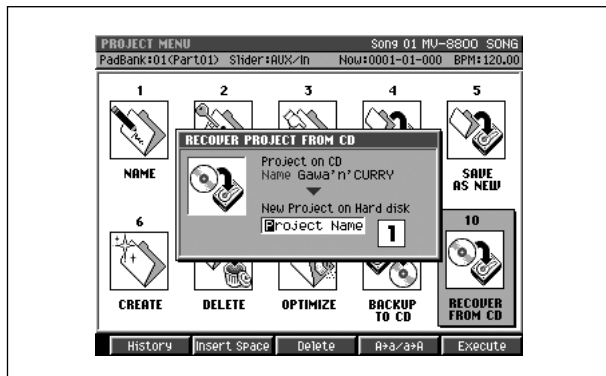 PROJECT MENU Song 01 MV-8800 SONG
PadBank:01(Part01) Slider:AUX/In Now:0001-01-000 BPM:120.00
1 2 3 4 5
RECOVER PROJECT FROM CD
Project on CD
Name Gawa'n'CURRY
New Project on Hard disk
Project Name 1
NAME SAVE AS NEW
6 10
CREATE DELETE OPTIMIZE BACKUP TO CD RECOVER FROM CD
History Insert Space Delete A→a/a→A Execute